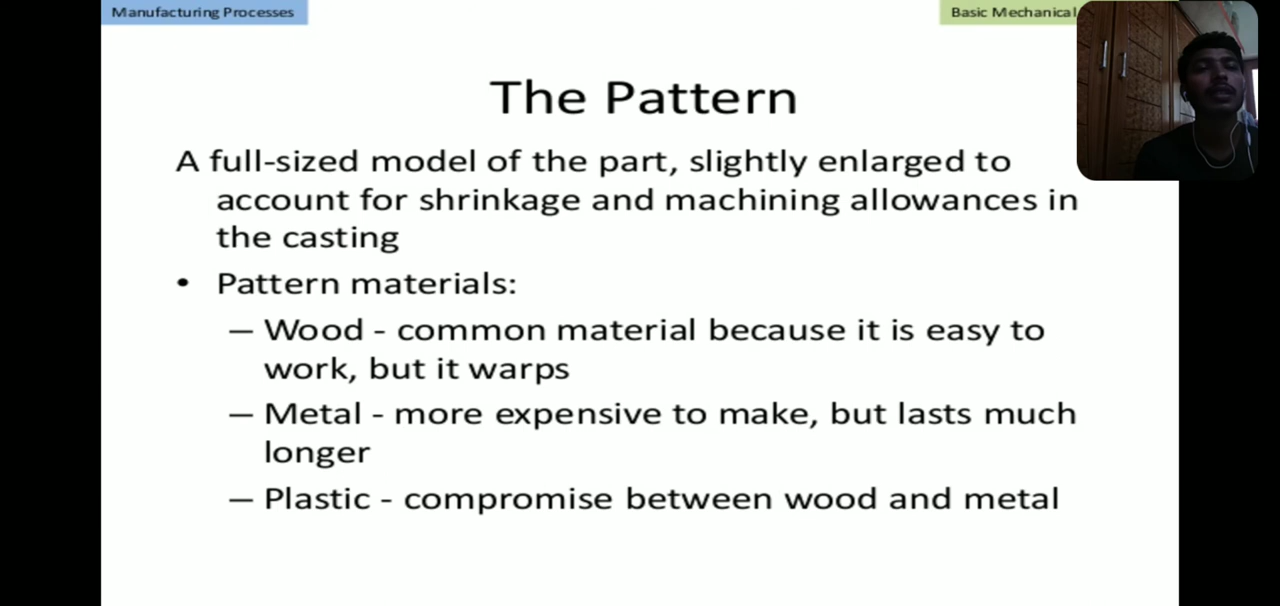 Manufacturing Processes
Basic Mechanical
The Pattern
A full-sized model of the part, slightly enlarged to
account for shrinkage and machining allowances in
the casting
• Pattern materials:
– Wood - common material because it is easy to
work, but it warps
– Metal - more expensive to make, but lasts much
longer
– Plastic - compromise between wood and metal